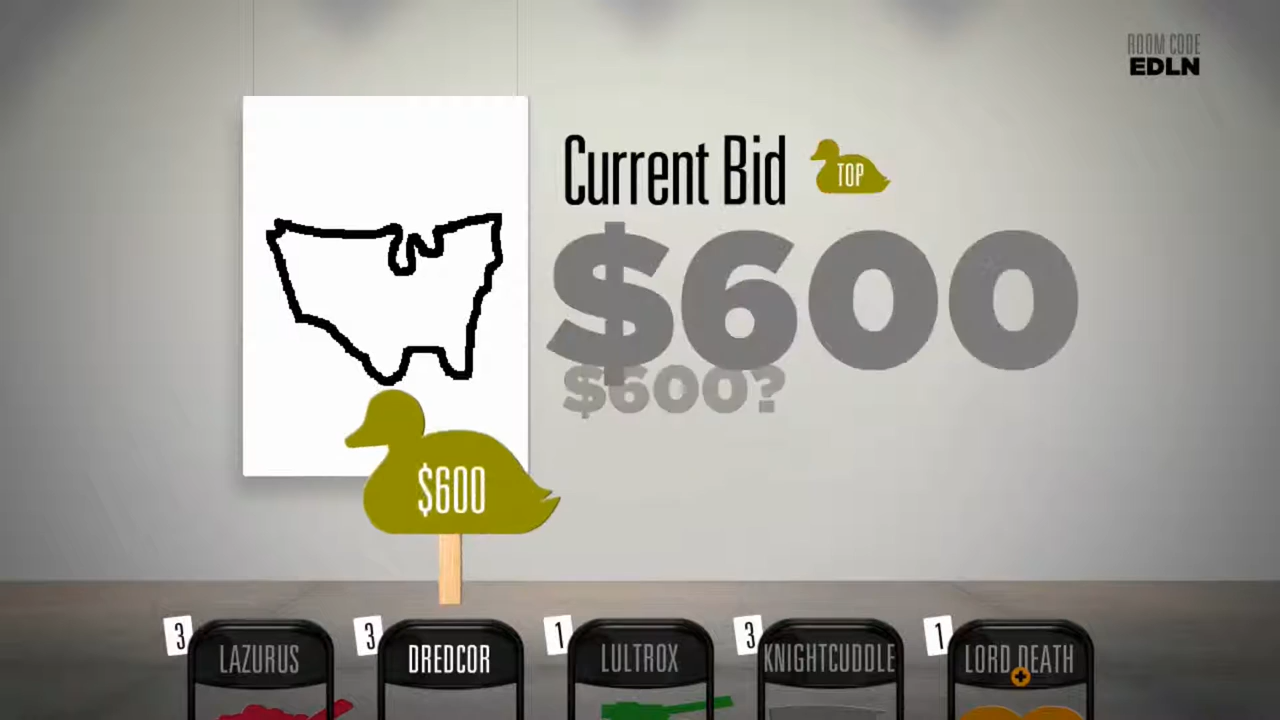 ROOM CODE
EDLN
Current Bid
TOP
$600
$600?
$600
3
LAZURUS
3
DREDCOR
1
LULTROX
3
KNIGHTCUDDLE
1
LORD DEATH